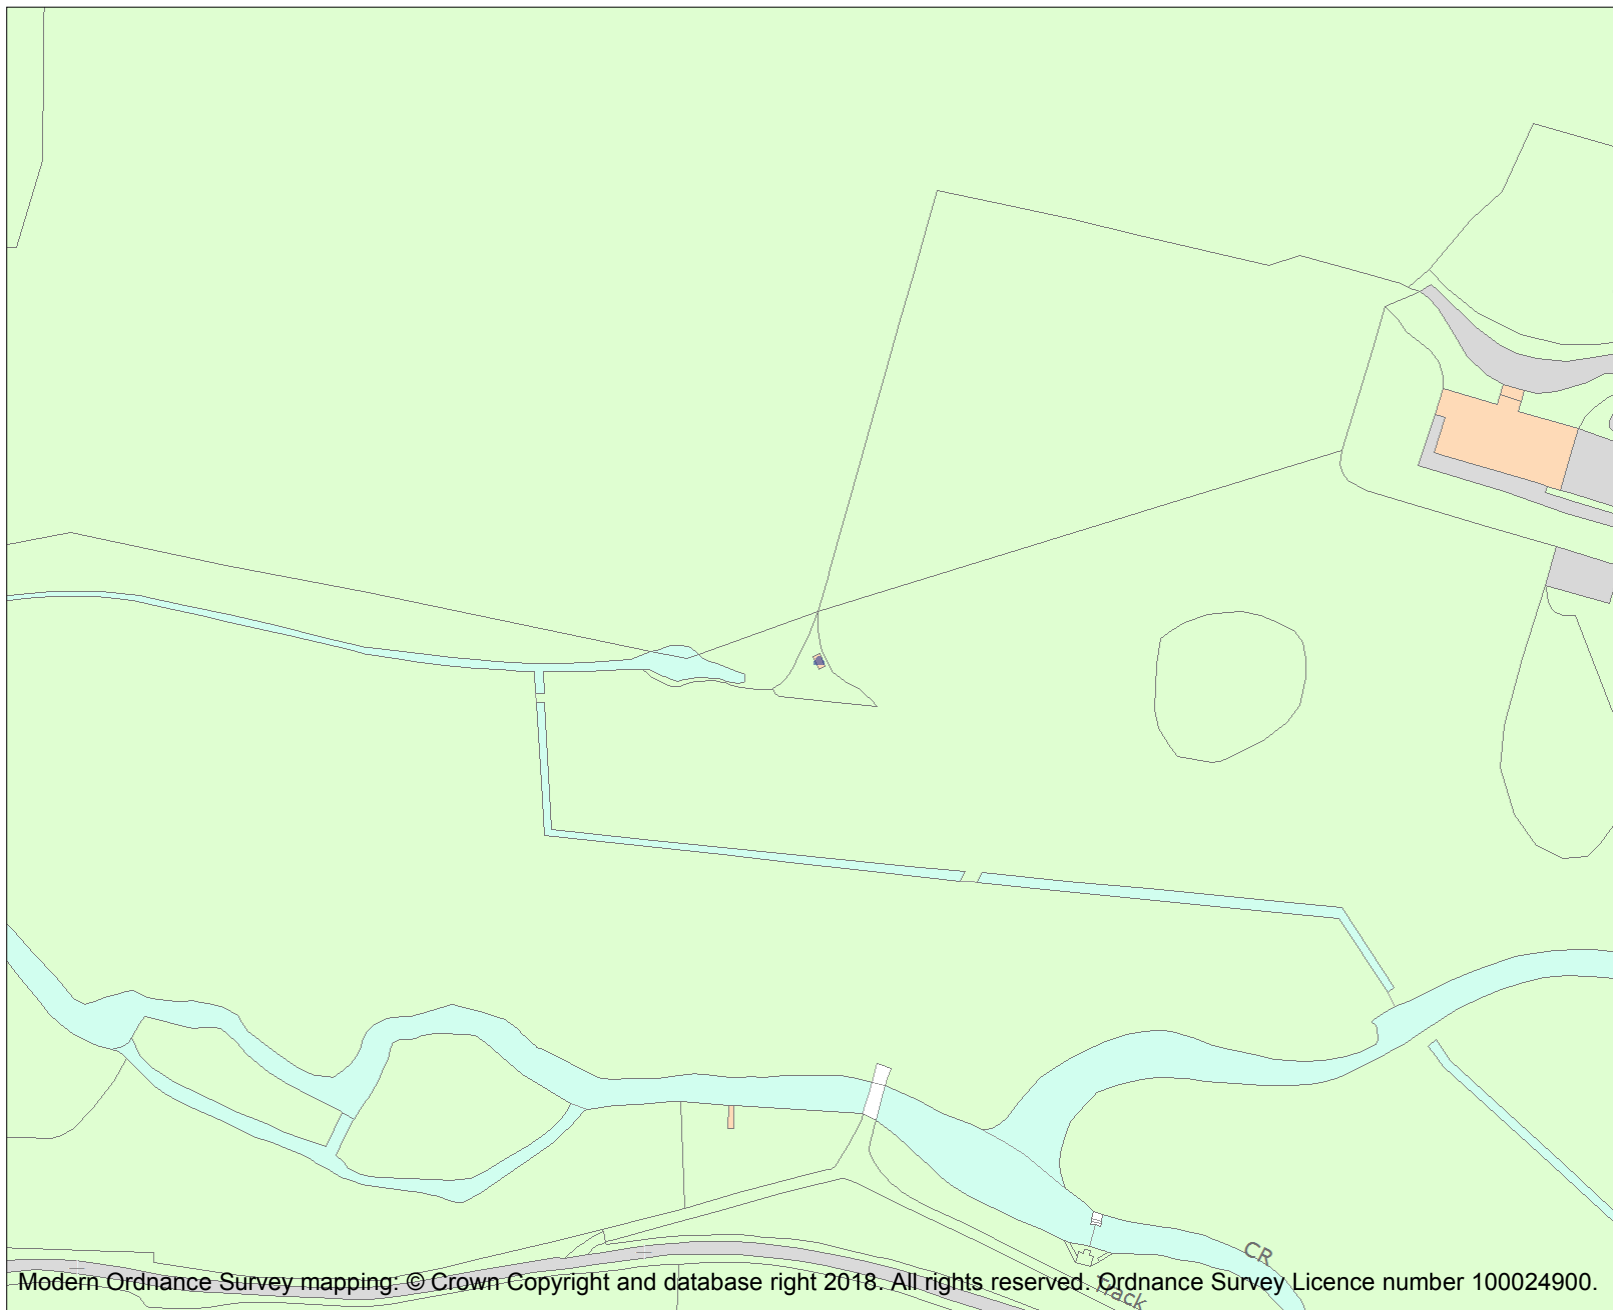 CR
Track
Modern Ordnance Survey mapping: © Crown Copyright and database right 2018. All rights reserved. Ordnance Survey Licence number 100024900.